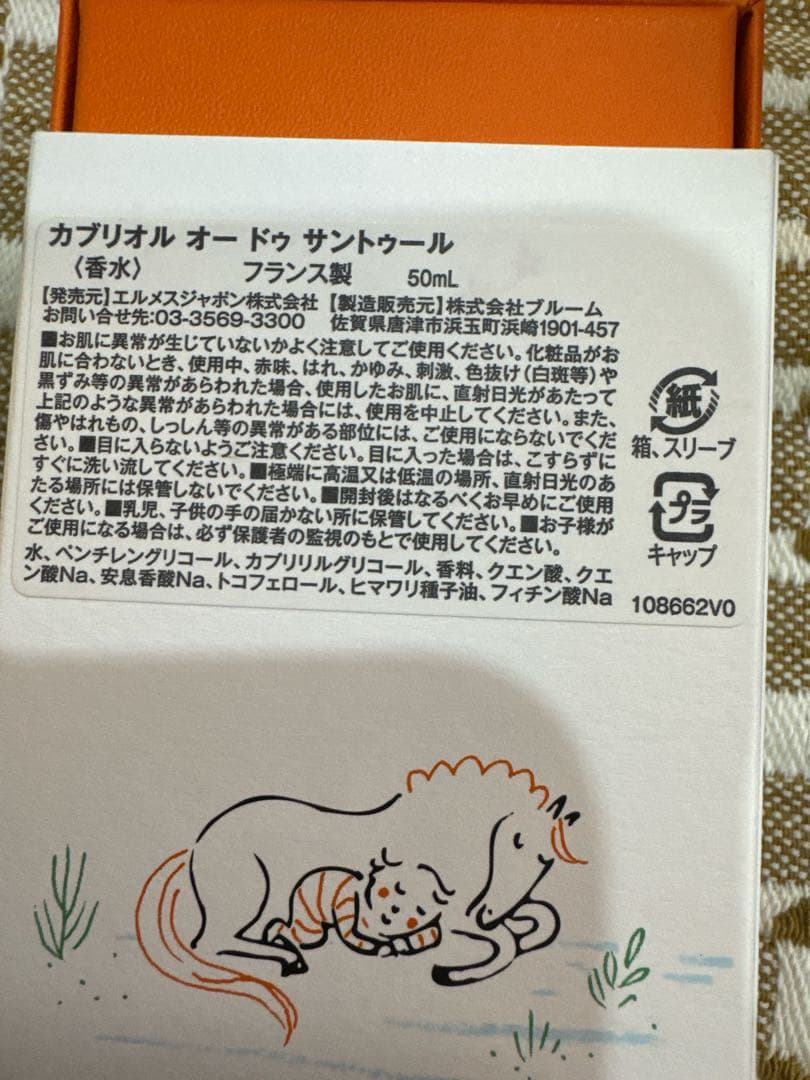 カブリオル オー ドゥ サントゥール
〈香水〉 フランス製 50mL
【発売元】エルメスジャポン株式会社 【製造販売元】株式会社ブルーム
お問い合せ先:03-3569-3300 佐賀県唐津市浜玉町浜崎1901-457
■お肌に異常が生じていないかよく注意してご使用ください。化粧品がお
肌に合わないとき、使用中、赤味、はれ、かゆみ、刺激、色抜け(白斑等)や
黒ずみ等の異常があらわれた場合、使用したお肌に、直射日光があたって
上記のような異常があらわれた場合には、使用を中止してください。また、
傷やはれもの、しっしん等の異常がある部位には、ご使用にならないでくだ
さい。■目に入らないようご注意ください。目に入った場合は、こすらずに
すぐに洗い流してください。■極端に高温又は低温の場所、直射日光のあ
たる場所には保管しないでください。■開封後はなるべくお早めにご使用
ください。■乳児、子供の手の届かない所に保管してください。■お子様が
ご使用になる場合は、必ず保護者の監視のもとで使用してください。
水、ペンチレングリコール、カプリリルグリコール、香料、クエン酸、クエ
ン酸Na、安息香酸Na、トコフェロール、ヒマワリ種子油、フィチン酸Na
紙
箱、スリーブ
プラ
キャップ
108662V0